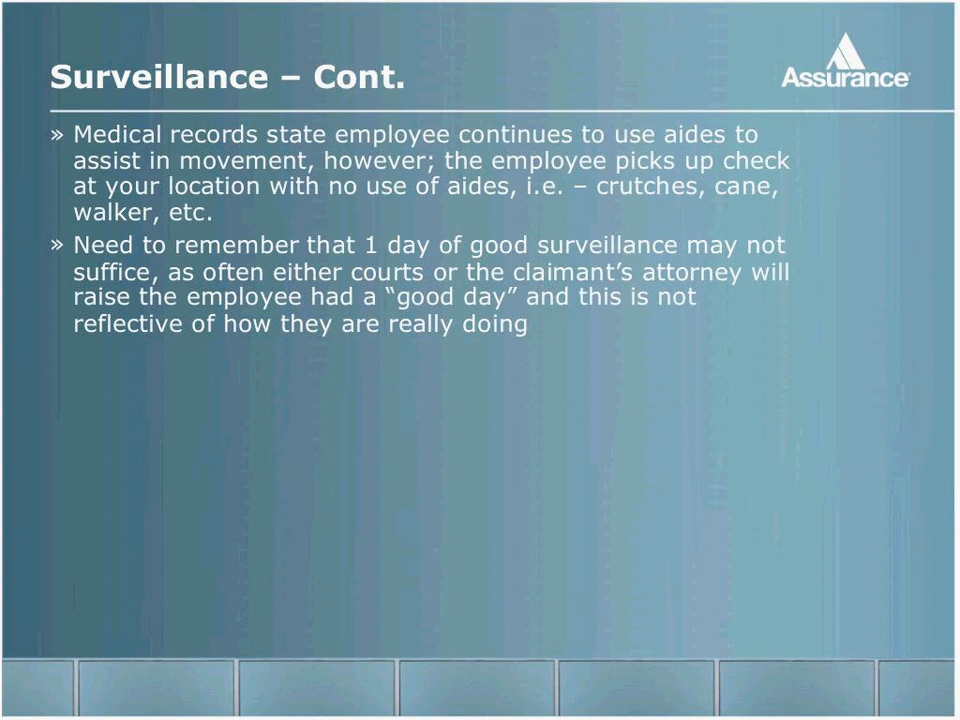 Surveillance – Cont.
Assurance
» Medical records state employee continues to use aides to
assist in movement, however; the employee picks up check
at your location with no use of aides, i.e. – crutches, cane,
walker, etc.
» Need to remember that 1 day of good surveillance may not
suffice, as often either courts or the claimant’s attorney will
raise the employee had a “good day” and this is not
reflective of how they are really doing